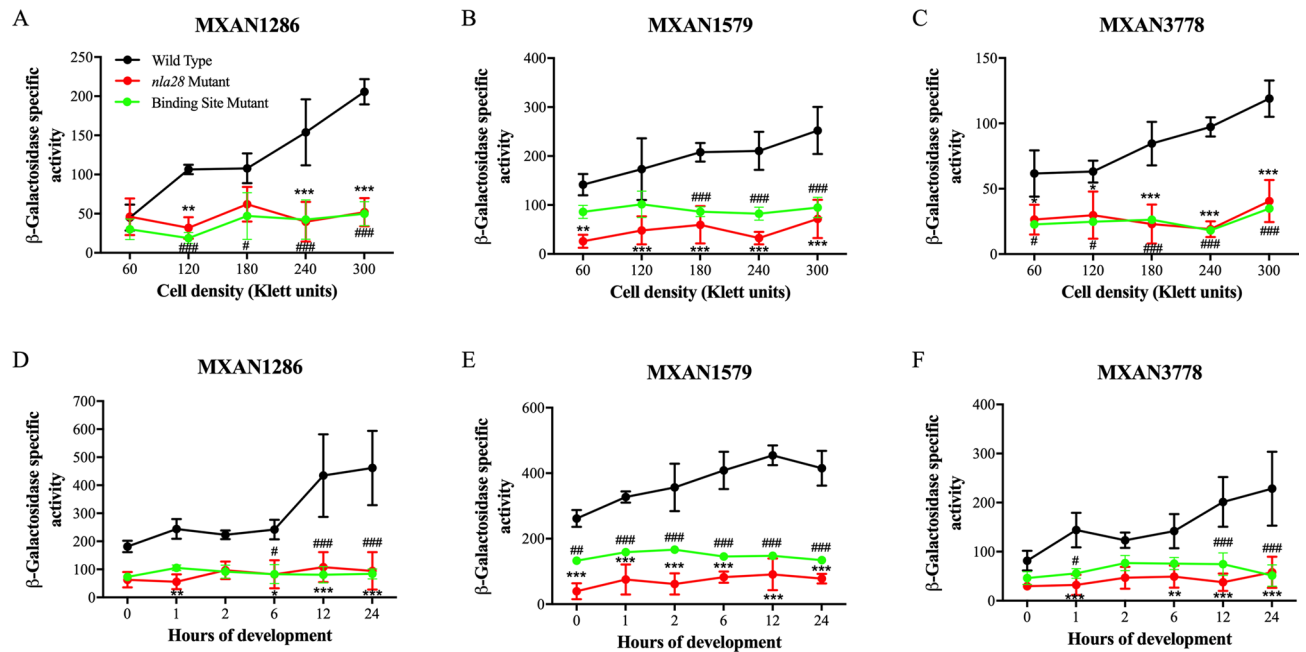 A
MXAN1286
β-Galactosidase specific
activity
250
200
150
100
50
0
Wild Type
nla28 Mutant
Binding Site Mutant
**
***
***
###
#
###
###
60 120 180 240 300
Cell density (Klett units)
B
MXAN1579
β-Galactosidase specific
activity
400
300
200
100
0
###
###
###
**
***
***
***
***
60 120 180 240 300
Cell density (Klett units)
C
MXAN3778
β-Galactosidase specific
activity
150
100
50
0
*
*
***
***
***
#
#
###
###
###
60 120 180 240 300
Cell density (Klett units)
D
MXAN1286
β-Galactosidase specific
activity
700
600
500
400
300
200
100
0
#
###
###
**
*
***
***
0 1 2 6 12 24
Hours of development
E
MXAN1579
β-Galactosidase specific
activity
600
400
200
0
##
###
###
###
###
###
***
***
***
***
***
***
0 1 2 6 12 24
Hours of development
F
MXAN3778
β-Galactosidase specific
activity
400
300
200
100
0
#
###
###
***
**
***
***
0 1 2 6 12 24
Hours of development